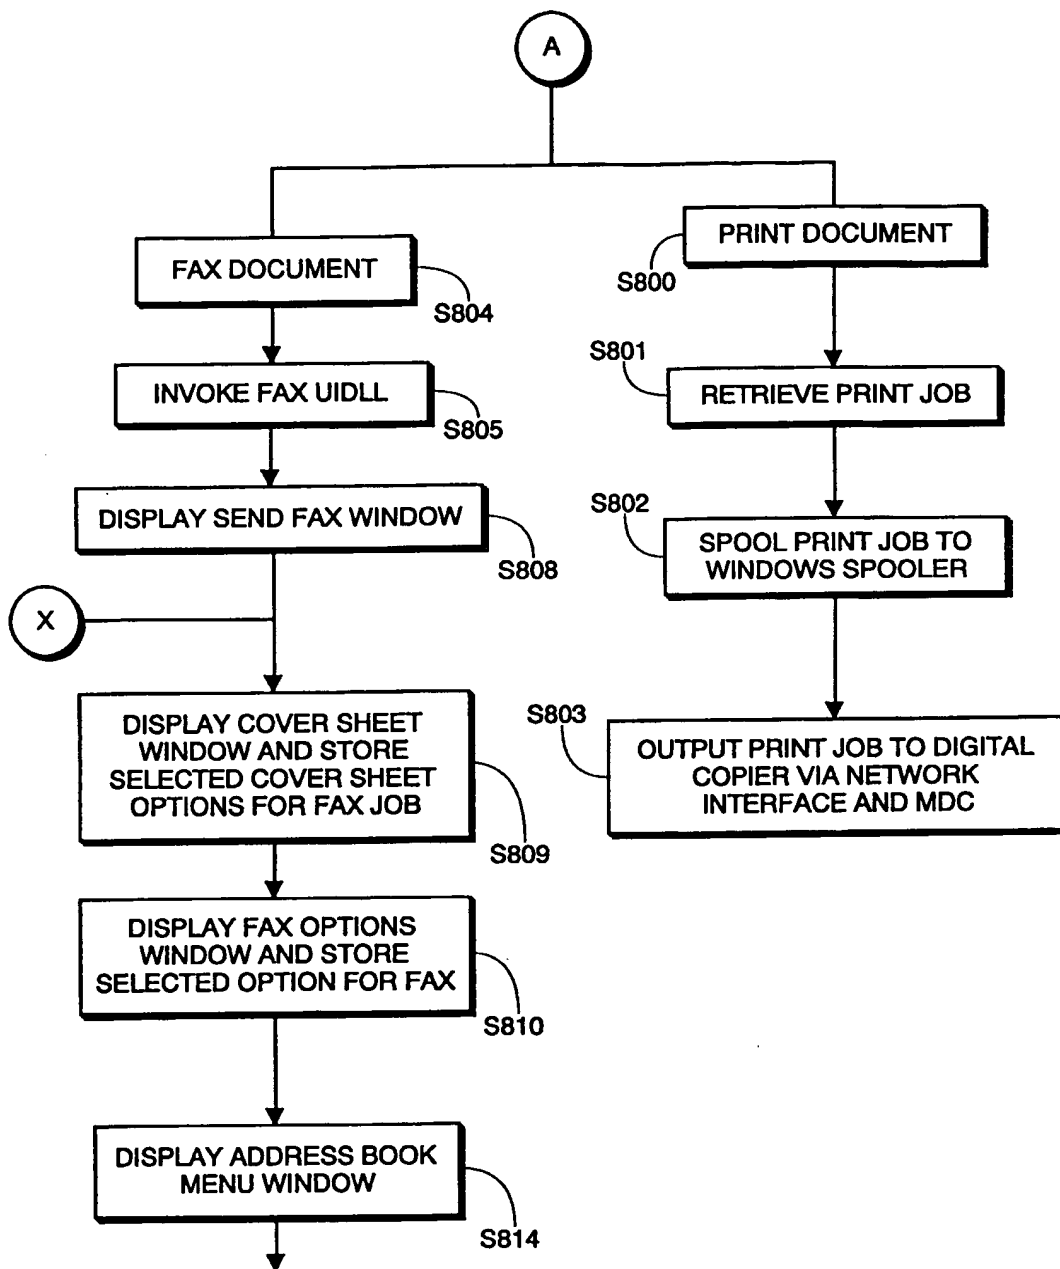 A
FAX DOCUMENT
S804
INVOKE FAX UIDLL
S805
DISPLAY SEND FAX WINDOW
S808
X
DISPLAY COVER SHEET
WINDOW AND STORE
SELECTED COVER SHEET
OPTIONS FOR FAX JOB
S809
DISPLAY FAX OPTIONS
WINDOW AND STORE
SELECTED OPTION FOR FAX
S810
DISPLAY ADDRESS BOOK
MENU WINDOW
S814
PRINT DOCUMENT
S800
S801
RETRIEVE PRINT JOB
S802
SPOOL PRINT JOB TO
WINDOWS SPOOLER
S803
OUTPUT PRINT JOB TO DIGITAL
COPIER VIA NETWORK
INTERFACE AND MDC